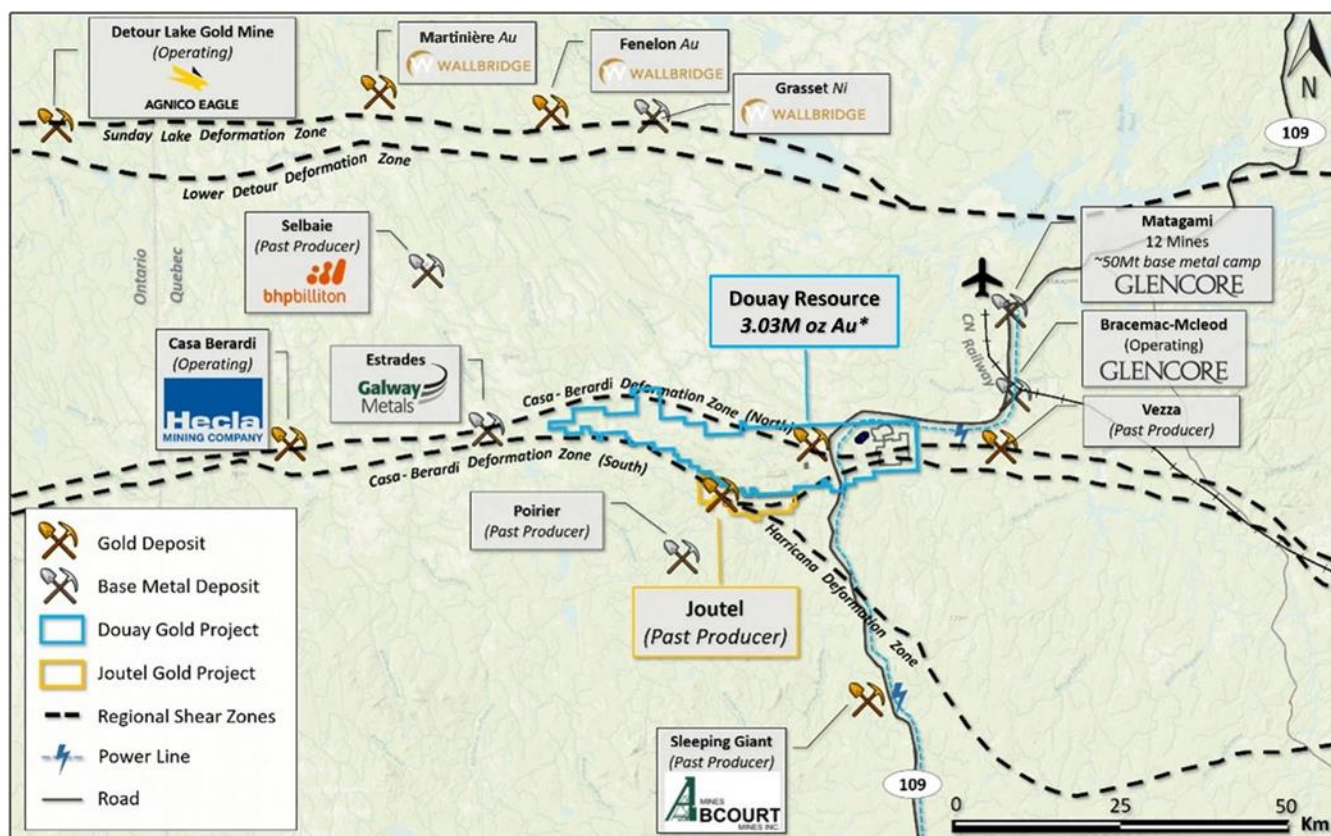 Detour Lake Gold Mine
(Operating)
AGNICO EAGLE
Martinière Au
WALLBRIDGE
Fenelon Au
WALLBRIDGE
Grasset Ni
WALLBRIDGE
N
109
Sunday Lake Deformation Zone
Lower Detour Deformation Zone
Selbaie
(Past Producer)
bhpbilliton
Ontario
Quebec
Matagami
12 Mines
~50Mt base metal camp
GLENCORE
Douay Resource
3.03M oz Au*
CN Railway
Bracemac-Mcleod
(Operating)
GLENCORE
Casa Berardi
(Operating)
Hecla
MINING COMPANY
Estrades
Galway
Metals
Vezza
(Past Producer)
Casa-Berardi Deformation Zone (North)
Casa-Berardi Deformation Zone (South)
Poirier
(Past Producer)
Harricana Deformation Zone
Joutel
(Past Producer)
Gold Deposit
Base Metal Deposit
Douay Gold Project
Joutel Gold Project
Regional Shear Zones
Power Line
Road
Sleeping Giant
(Past Producer)
MINES
ABCOURT
MINES INC.
109
0 25 50
Km